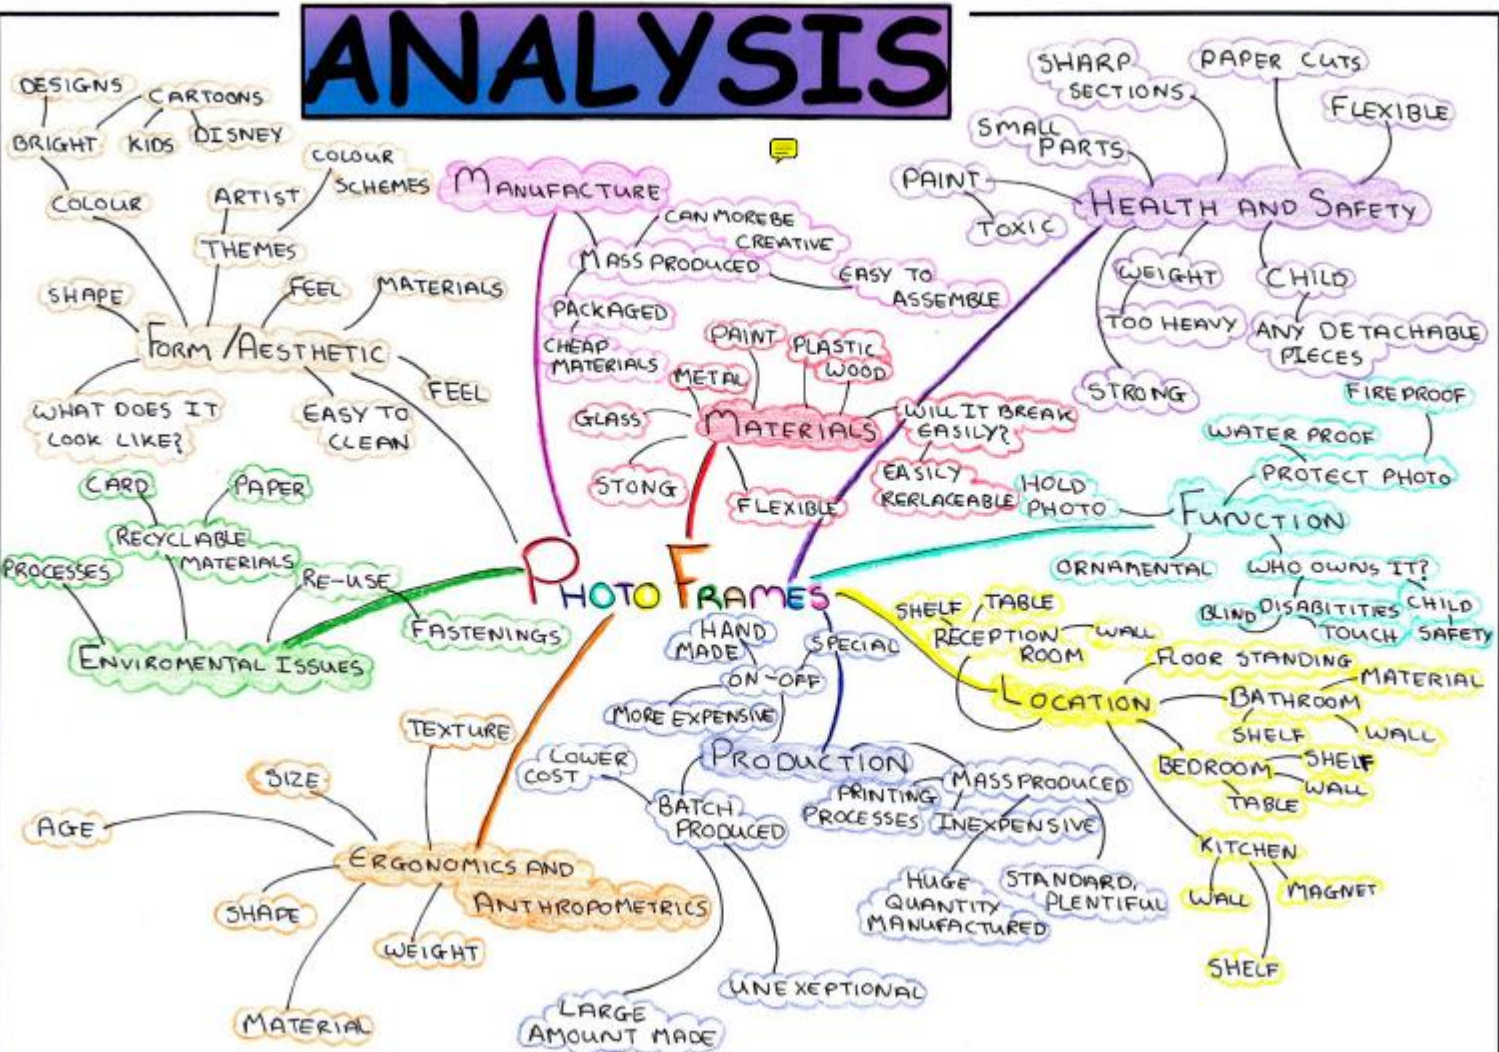 ANALYSIS
DESIGNS
CARTOONS
BRIGHT
KIDS
DISNEY
COLOUR
ARTIST
COLOUR
SCHEMES
THEMES
SHAPE
FEEL
MATERIALS
FORM/AESTHETIC
WHAT DOES IT
LOOK LIKE?
EASY TO
CLEAN
FEEL
MANUFACTURE
CAN MORE BE
CREATIVE
MASS PRODUCED
EASY TO
ASSEMBLE
PACKAGED
CHEAP
MATERIALS
PAINT
PLASTIC
WOOD
METAL
GLASS
MATERIALS
STONG
FLEXIBLE
WILL IT BREAK
EASILY?
EASILY
REPLACEABLE
SHARP
SECTIONS
PAPER CUTS
FLEXIBLE
SMALL
PARTS
PAINT
TOXIC
HEALTH AND SAFETY
WEIGHT
TOO HEAVY
CHILD
ANY DETACHABLE
PIECES
STRONG
FIREPROOF
WATER PROOF
PROTECT PHOTO
HOLD
PHOTO
FUNCTION
ORNAMENTAL
WHO OWNS IT?
BLIND
DISABITITIES
TOUCH
CHILD
SAFETY
CARD
PAPER
RECYCLIABLE
MATERIALS
PROCESSES
RE-USE
FASTENINGS
ENVIROMENTAL ISSUES
PHOTO FRAMES
SHELF
TABLE
RECEPTION
ROOM
WALL
FLOOR STANDING
LOCATION
BATHROOM
MATERIAL
SHELF
WALL
BEDROOM
SHELF
WALL
TABLE
KITCHEN
WALL
MAGNET
SHELF
HAND
MADE
SPECIAL
ON-OFF
MORE EXPENSIVE
PRODUCTION
LOWER
COST
BATCH
PRODUCED
PRINTING
PROCESSES
MASS PRODUCED
INEXPENSIVE
HUGE
QUANTITY
MANUFACTURED
STANDARD,
PLENTIFUL
LARGE
AMOUNT MADE
UNEXEPTIONAL
TEXTURE
SIZE
AGE
ERGONOMICS AND
ANTHROPOMETRICS
SHAPE
WEIGHT
MATERIAL